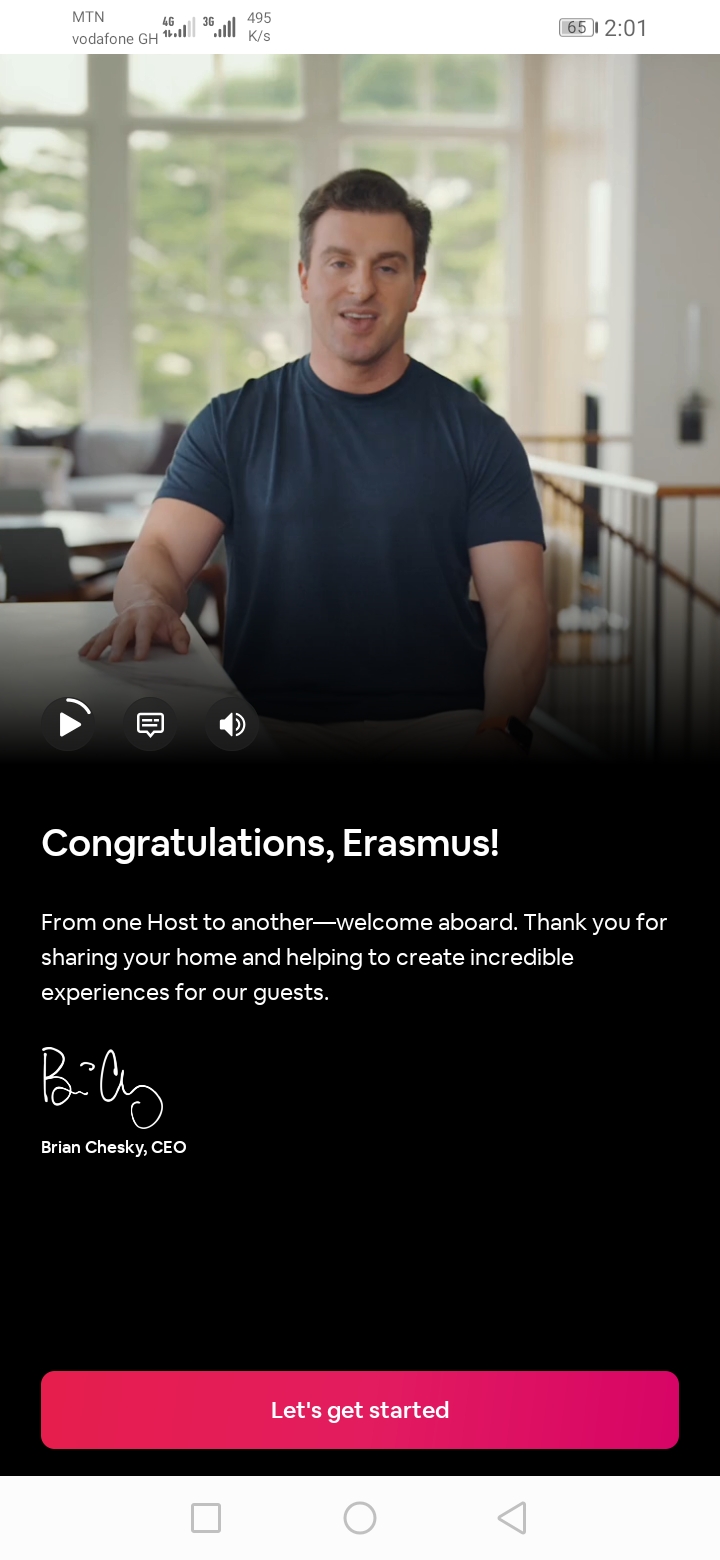 MTN
vodafone GH
4G
3G
495
K/s
65
2:01
Congratulations, Erasmus!
From one Host to another—welcome aboard. Thank you for
sharing your home and helping to create incredible
experiences for our guests.
Brian Chesky, CEO
Let's get started